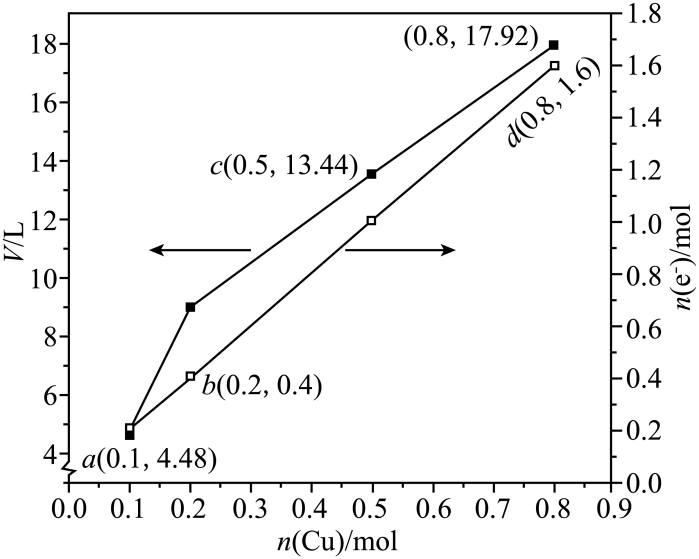 V/L
18
16
14
12
10
8
6
4
(0.8, 17.92)
d(0.8, 1.6)
c(0.5, 13.44)
b(0.2, 0.4)
a(0.1, 4.48)
1.8
1.6
1.4
1.2
1.0
0.8
0.6
0.4
0.2
0.0
n(e⁻)/mol
0.0 0.1 0.2 0.3 0.4 0.5 0.6 0.7 0.8 0.9
n(Cu)/mol